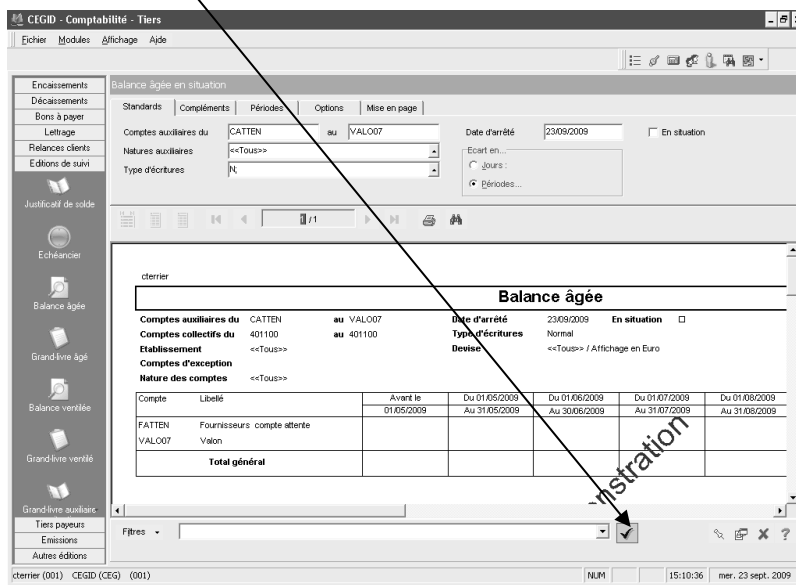 CEGID - Comptabilité - Tiers
Fichier Modules Affichage Aide
Encaissements
Décaissements
Bons à payer
Lettrage
Relances clients
Editions de suivi
Justificatif de solde
Echéancier
Balance âgée
Grand-livre âgé
Balance ventilée
Grand-livre ventilé
Grand-livre auxiliaire
Tiers payeurs
Emissions
Autres éditions
Balance âgée en situation
Standards Compléments Périodes Options Mise en page
Comptes auxiliaires du CATTEN au VALO07 Date d'arrêté 23/09/2009 En situation
Natures auxiliaires <<Tous>> Ecart en...
Type d'écritures N; Jours :
Périodes...
/1
cterrier
Balance âgée
Comptes auxiliaires du CATTEN au VALO07 Date d'arrêté 23/09/2009 En situation
Comptes collectifs du 401100 au 401100 Type d'écritures Normal
Etablissement <<Tous>> Devise <<Tous>> / Affichage en Euro
Comptes d'exception
Nature des comptes <<Tous>>
Compte Libellé Avant le Du 01/05/2009 Du 01/06/2009 Du 01/07/2009 Du 01/08/2009
01/05/2009 Au 31/05/2009 Au 30/06/2009 Au 31/07/2009 Au 31/08/2009
FATTEN Fournisseurs compte attente
VALO07 Valon
Total général
nstration
Filtres
?
cterrier (001) CEGID (CEG) (001) NUM 15:10:36 mer. 23 sept. 2009